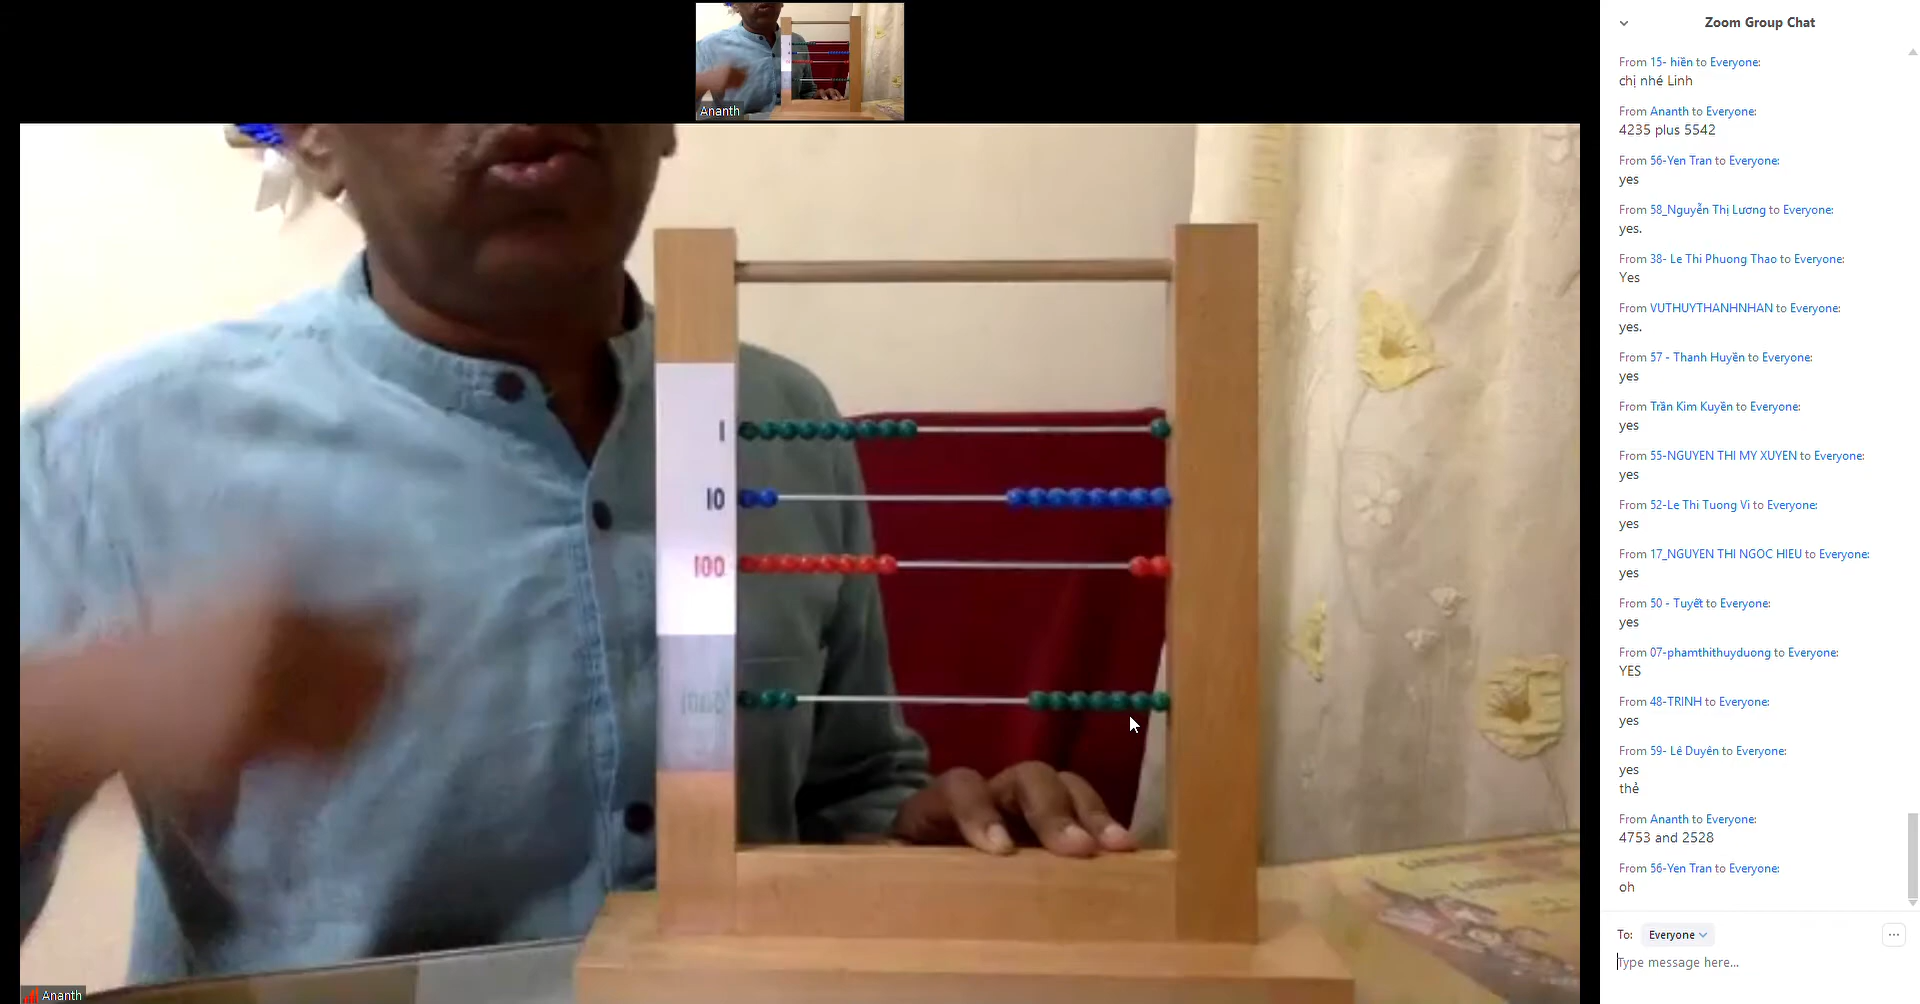 Ananth
1
10
100
Ananth
Zoom Group Chat
From 15- hiền to Everyone:
chị nhé Linh
From Ananth to Everyone:
4235 plus 5542
From 56-Yen Tran to Everyone:
yes
From 58_Nguyễn Thị Lương to Everyone:
yes.
From 38- Le Thi Phuong Thao to Everyone:
Yes
From VUTHUYTHANHNHAN to Everyone:
yes.
From 57 - Thanh Huyền to Everyone:
yes
From Trần Kim Kuyền to Everyone:
yes
From 55-NGUYEN THI MY XUYEN to Everyone:
yes
From 52-Le Thi Tuong Vi to Everyone:
yes
From 17_NGUYEN THI NGOC HIEU to Everyone:
yes
From 50 - Tuyết to Everyone:
yes
From 07-phamthithuyduong to Everyone:
YES
From 48-TRINH to Everyone:
yes
From 59- Lê Duyên to Everyone:
yes
thẻ
From Ananth to Everyone:
4753 and 2528
From 56-Yen Tran to Everyone:
oh
To: Everyone
Type message here...